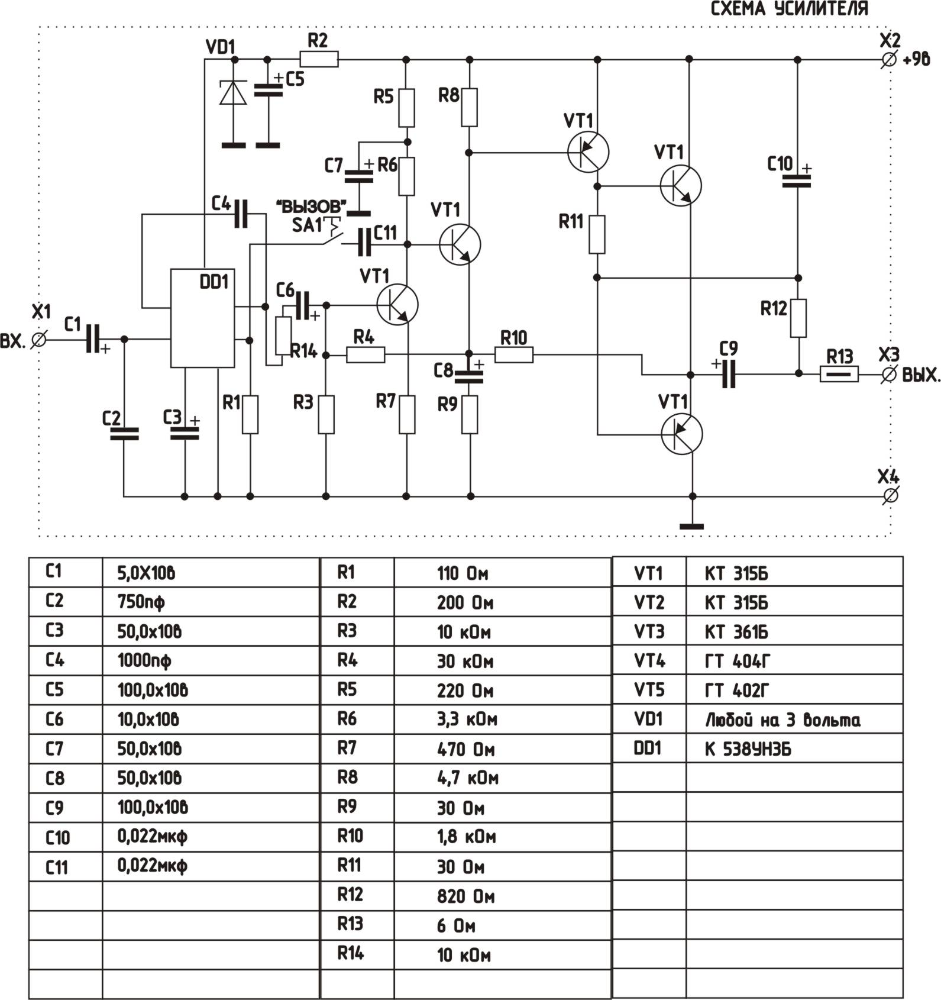 СХЕМА УСИЛИТЕЛЯ
X2
+9в
VD1
R2
C5
+
R5
R8
VT1
VT1
C7
+
R6
C10
+
C4
"ВЫЗОВ"
SA1
C11
VT1
R11
DD1
VT1
C6
+
R12
X1
ВХ.
C1
+
R14
R4
R10
C8
+
C9
+
R13
X3
ВЫХ.
C2
C3
+
R1
R3
R7
R9
VT1
X4
C1 5,0X10в R1 110 Ом VT1 КТ 315Б
C2 750пф R2 200 Ом VT2 КТ 315Б
C3 50,0х10в R3 10 кОм VT3 КТ 361Б
C4 1000пф R4 30 кОм VT4 ГТ 404Г
C5 100,0х10в R5 220 Ом VT5 ГТ 402Г
C6 10,0х10в R6 3,3 кОм VD1 Любой на 3 вольта
C7 50,0х10в R7 470 Ом DD1 К 538УН3Б
C8 50,0х10в R8 4,7 кОм
C9 100,0х10в R9 30 Ом
C10 0,022мкф R10 1,8 кОм
C11 0,022мкф R11 30 Ом
R12 820 Ом
R13 6 Ом
R14 10 кОм